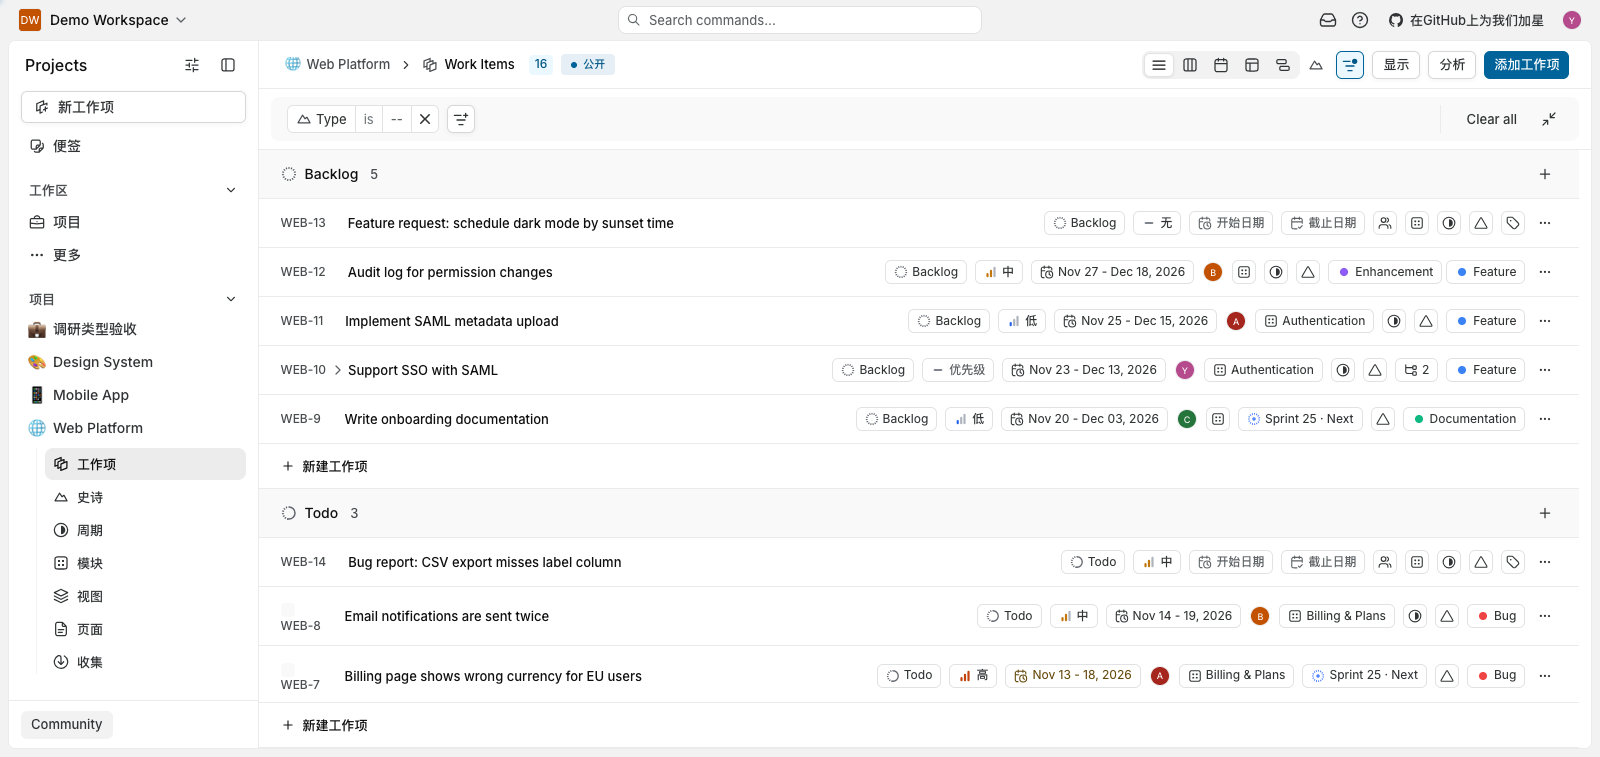 DW Demo Workspace
Search commands...
在GitHub上为我们加星
Y
Projects
新工作项
便签
工作区
项目
更多
项目
调研类型验收
Design System
Mobile App
Web Platform
工作项
史诗
周期
模块
视图
页面
收集
Community
Web Platform Work Items 16 公开
显示 分析 添加工作项
Type is -- Clear all
Backlog 5
WEB-13 Feature request: schedule dark mode by sunset time Backlog 无 开始日期 截止日期
WEB-12 Audit log for permission changes Backlog 中 Nov 27 - Dec 18, 2026 B Enhancement Feature
WEB-11 Implement SAML metadata upload Backlog 低 Nov 25 - Dec 15, 2026 A Authentication Feature
WEB-10 Support SSO with SAML Backlog 优先级 Nov 23 - Dec 13, 2026 Y Authentication 2 Feature
WEB-9 Write onboarding documentation Backlog 低 Nov 20 - Dec 03, 2026 C Sprint 25 · Next Documentation
新建工作项
Todo 3
WEB-14 Bug report: CSV export misses label column Todo 中 开始日期 截止日期
WEB-8 Email notifications are sent twice Todo 中 Nov 14 - 19, 2026 B Billing & Plans Bug
WEB-7 Billing page shows wrong currency for EU users Todo 高 Nov 13 - 18, 2026 A Billing & Plans Sprint 25 · Next Bug
新建工作项